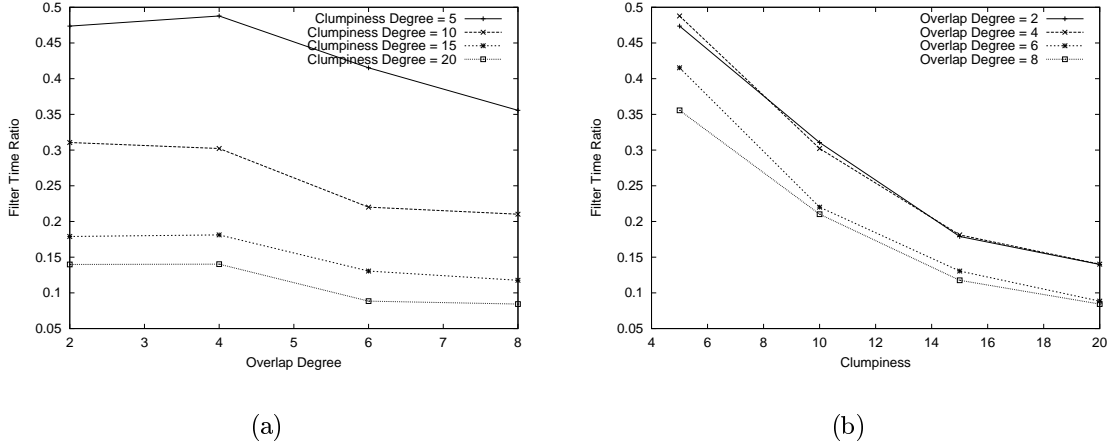 0.5
0.45
0.4
0.35
0.3
0.25
0.2
0.15
0.1
0.05
2 3 4 5 6 7 8
Filter Time Ratio
Overlap Degree
Clumpiness Degree = 5
Clumpiness Degree = 10
Clumpiness Degree = 15
Clumpiness Degree = 20
(a)
0.5
0.45
0.4
0.35
0.3
0.25
0.2
0.15
0.1
0.05
4 6 8 10 12 14 16 18 20
Filter Time Ratio
Clumpiness
Overlap Degree = 2
Overlap Degree = 4
Overlap Degree = 6
Overlap Degree = 8
(b)